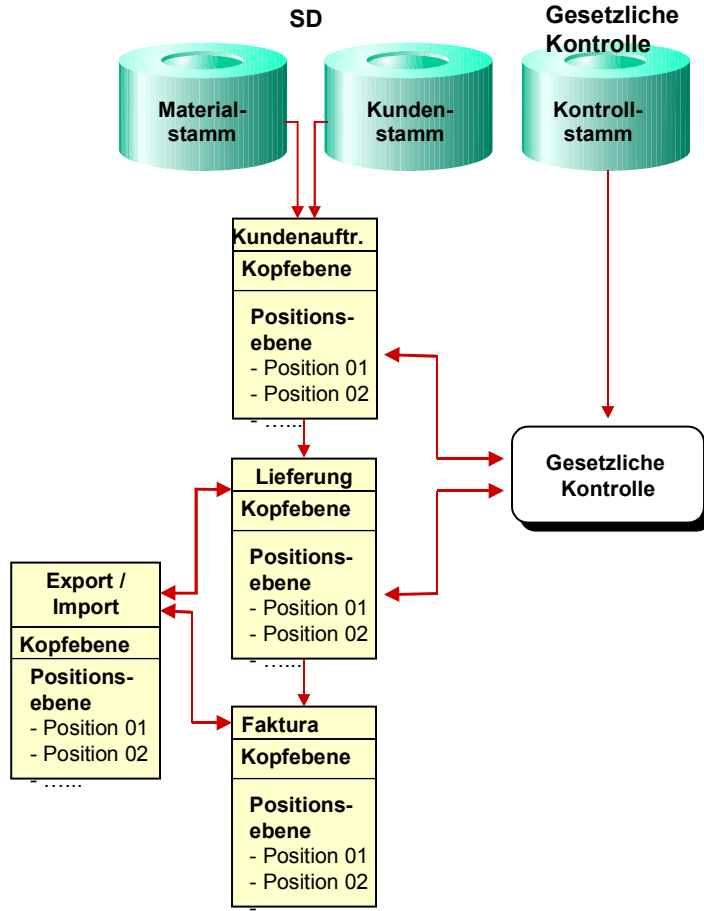 SD
Gesetzliche
Kontrolle
Material-
stamm
Kunden-
stamm
Kontroll-
stamm
Kundenauftr.
Kopfebene
Positions-
ebene
- Position 01
- Position 02
- ......
Gesetzliche
Kontrolle
Lieferung
Kopfebene
Positions-
ebene
- Position 01
- Position 02
- ......
Export /
Import
Kopfebene
Positions-
ebene
- Position 01
- Position 02
- ......
Faktura
Kopfebene
Positions-
ebene
- Position 01
- Position 02
-